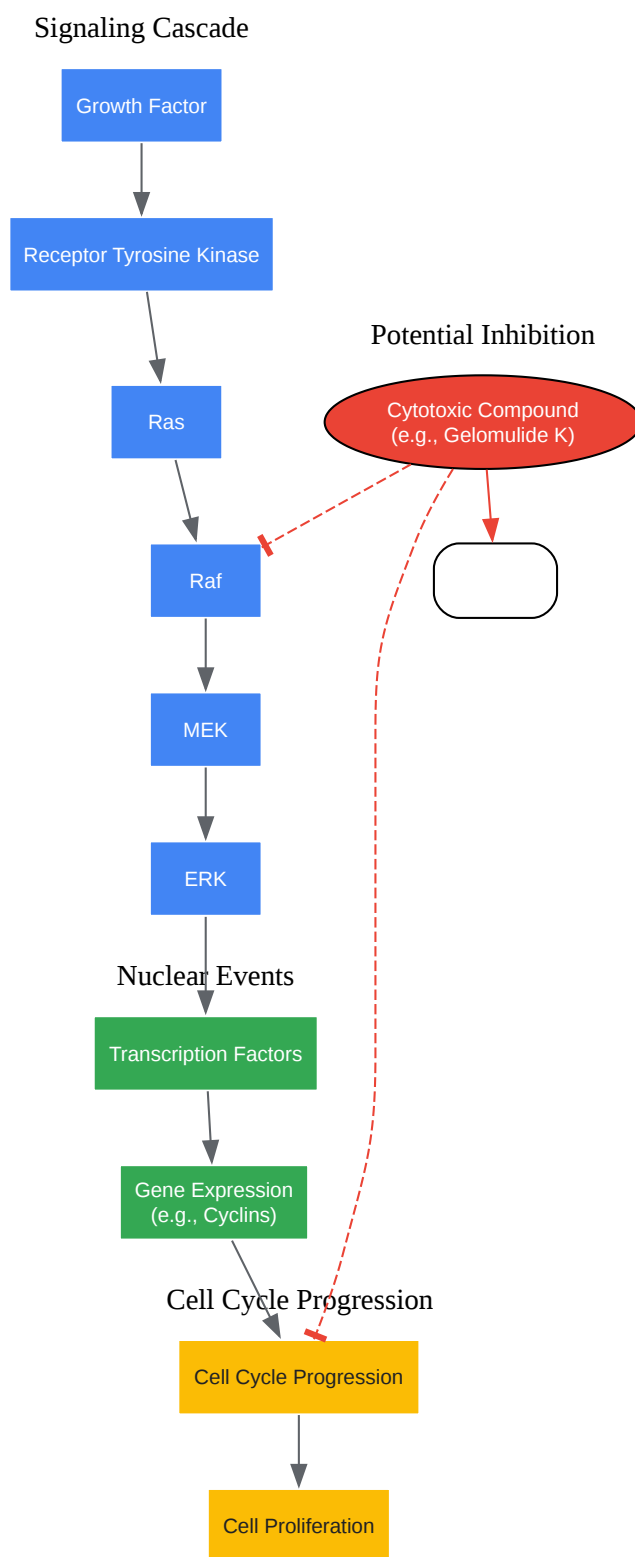 Signaling Cascade
Growth Factor
Receptor Tyrosine Kinase
Potential Inhibition
Ras
Cytotoxic Compound
(e.g., Gelomulide K)
Raf
MEK
ERK
Nuclear Events
Transcription Factors
Gene Expression
(e.g., Cyclins)
Cell Cycle Progression
Cell Cycle Progression
Cell Proliferation